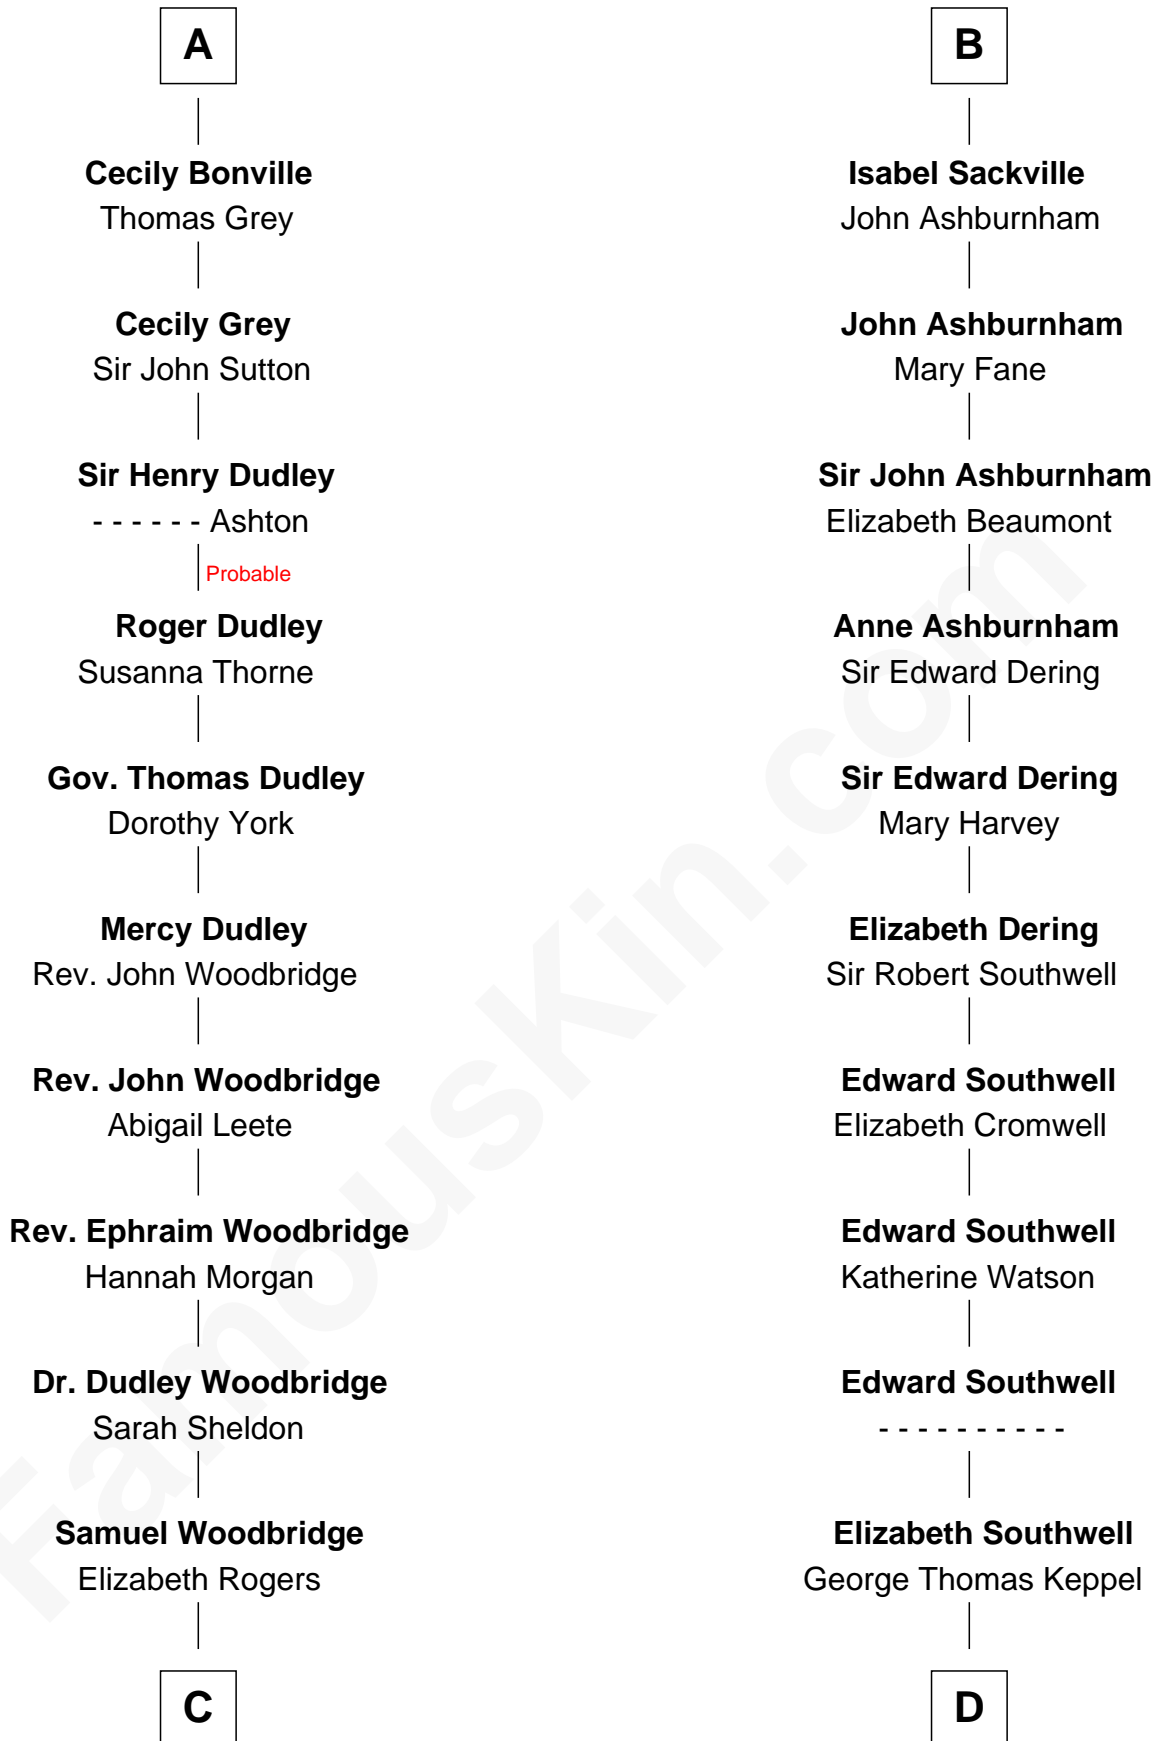 A
Cecily Bonville
Thomas Grey
Cecily Grey
Sir John Sutton
Sir Henry Dudley
- - - - - - Ashton
Probable
Roger Dudley
Susanna Thorne
Gov. Thomas Dudley
Dorothy York
Mercy Dudley
Rev. John Woodbridge
Rev. John Woodbridge
Abigail Leete
Rev. Ephraim Woodbridge
Hannah Morgan
Dr. Dudley Woodbridge
Sarah Sheldon
Samuel Woodbridge
Elizabeth Rogers
C
B
Isabel Sackville
John Ashburnham
John Ashburnham
Mary Fane
Sir John Ashburnham
Elizabeth Beaumont
Anne Ashburnham
Sir Edward Dering
Sir Edward Dering
Mary Harvey
Elizabeth Dering
Sir Robert Southwell
Edward Southwell
Elizabeth Cromwell
Edward Southwell
Katherine Watson
Edward Southwell
- - - - - - - - - -
Elizabeth Southwell
George Thomas Keppel
D
FamousKin.com